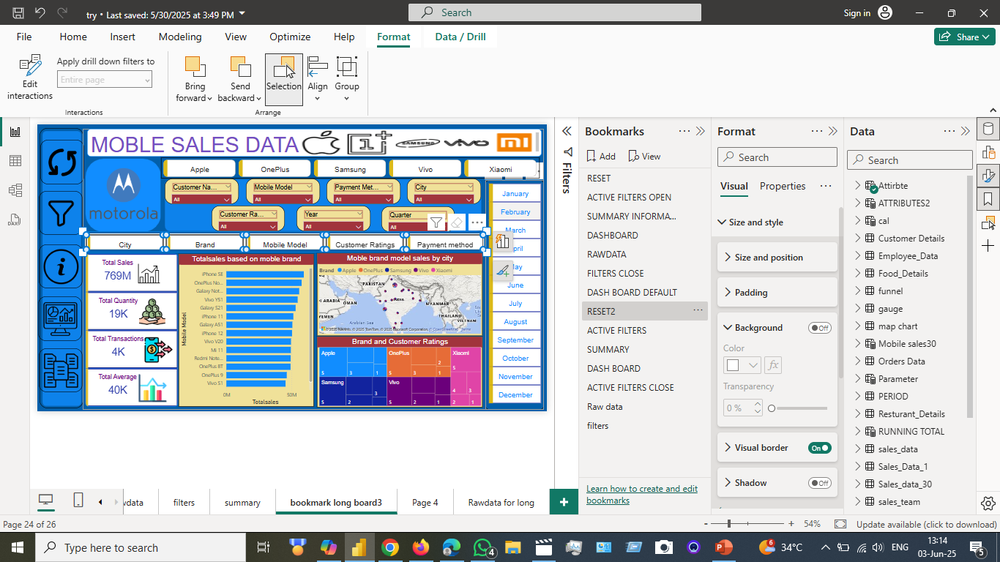 try • Last saved: 5/30/2025 at 3:49 PM
Search
Sign in
File Home Insert Modeling View Optimize Help Format Data / Drill
Share
Edit interactions
Apply drill down filters to
Entire page
Interactions
Bring forward
Send backward
Selection
Align
Group
Arrange
MOBLE SALES DATA
SAMSUNG
vivo
MI
Apple OnePlus Samsung Vivo Xiaomi
motorola
Customer Na...
All
Mobile Model
All
Payment Met...
All
City
All
Customer Ra...
All
Year
All
Quarter
All
City Brand Mobile Model Customer Ratings Payment method
January
February
March
April
May
June
July
August
September
October
November
December
Total Sales
769M
Total Quantity
19K
Total Transactions
4K
Total Average
40K
Totalsales based on moble brand
Mobile Model
iPhone SE
OnePlus No...
Galaxy Not...
Vivo Y51
Galaxy S21
iPhone 11
Galaxy A51
iPhone 12
Vivo V20
Mi 11
Redmi Note...
OnePlus 8T
OnePlus 9
Vivo S1
0M 50M
Totalsales
Moble brand model sales by city
Brand Apple OnePlus Samsung Vivo Xiaomi
PAKISTAN
ARABIA OMAN
INDIA
MYANMAR
YEMEN
THAILAND
VIETNAM
Arabian Sea
Brand and Customer Ratings
Apple OnePlus Xiaomi
5 3 1 5 3 2 1 5
Samsung Vivo
5 2 3 5 2 1 4 3 2 1
Filters
Bookmarks
Add View
RESET
ACTIVE FILTERS OPEN
SUMMARY INFORMA...
DASHBOARD
RAWDATA
FILTERS CLOSE
DASH BOARD DEFAULT
RESET2
ACTIVE FILTERS
SUMMARY
DASH BOARD
ACTIVE FILTERS CLOSE
Raw data
filters
Learn how to create and edit bookmarks
Format
Search
Visual Properties
Size and style
Size and position
Padding
Background Off
Color
fx
Transparency
0 %
Visual border On
Shadow Off
Data
Search
Attirbte
ATTRIBUTES2
cal
Customer Details
Employee_Data
Food_Details
funnel
gauge
map chart
Mobile sales30
Orders Data
Parameter
PERIOD
Resturant_Details
RUNNING TOTAL
sales_data
Sales_Data_1
Sales_data_30
sales_team
DAX
vdata filters summary bookmark long board3 Page 4 Rawdata for long
Page 24 of 26
54%
Update available (click to download)
Type here to search
4
6
34°C
ENG
13:14
03-Jun-25
5